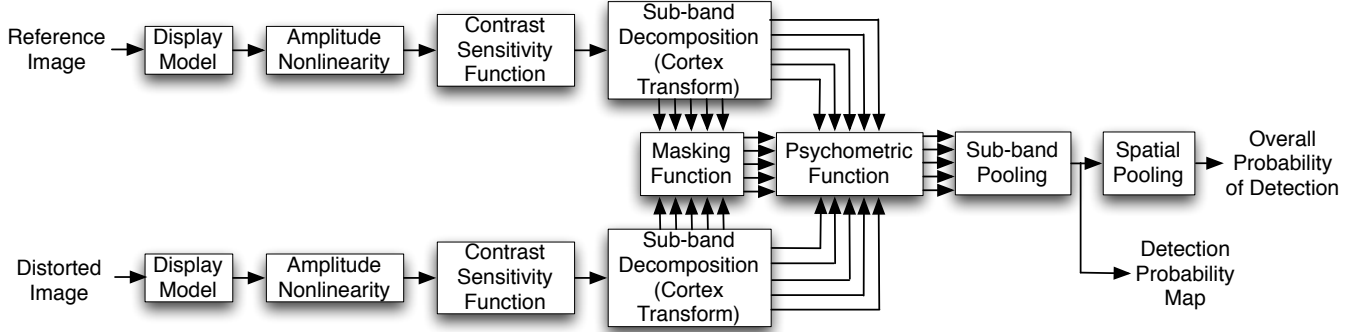 Reference
Image
Display
Model
Amplitude
Nonlinearity
Contrast
Sensitivity
Function
Sub-band
Decomposition
(Cortex
Transform)
Masking
Function
Psychometric
Function
Sub-band
Pooling
Spatial
Pooling
Overall
Probability
of Detection
Distorted
Image
Display
Model
Amplitude
Nonlinearity
Contrast
Sensitivity
Function
Sub-band
Decomposition
(Cortex
Transform)
Detection
Probability
Map